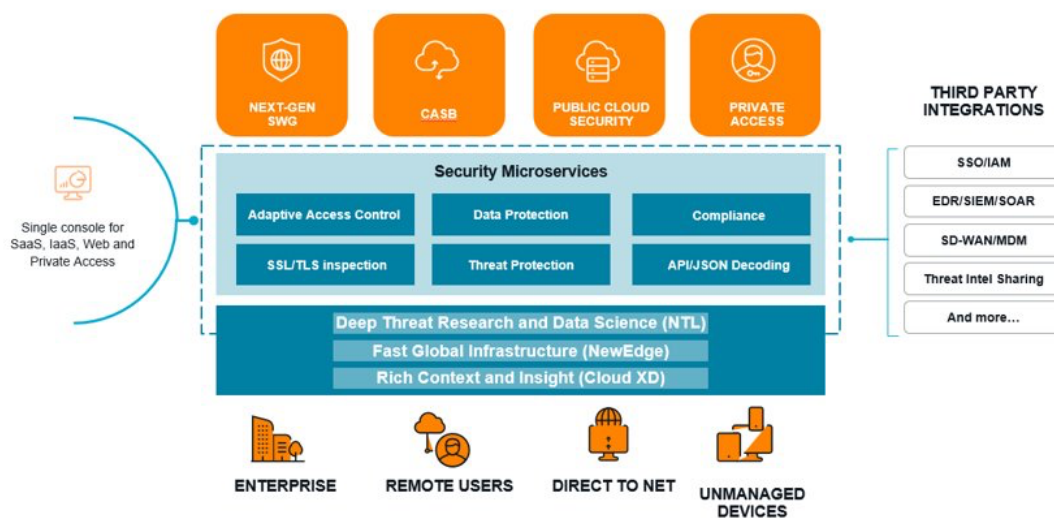 NEXT-GEN
SWG
CASB
PUBLIC CLOUD
SECURITY
PRIVATE
ACCESS
THIRD PARTY
INTEGRATIONS
Single console for
SaaS, IaaS, Web and
Private Access
Security Microservices
Adaptive Access Control
Data Protection
Compliance
SSL/TLS inspection
Threat Protection
API/JSON Decoding
SSO/IAM
EDR/SIEM/SOAR
SD-WAN/MDM
Threat Intel Sharing
And more…
Deep Threat Research and Data Science (NTL)
Fast Global Infrastructure (NewEdge)
Rich Context and Insight (Cloud XD)
ENTERPRISE
REMOTE USERS
DIRECT TO NET
UNMANAGED
DEVICES